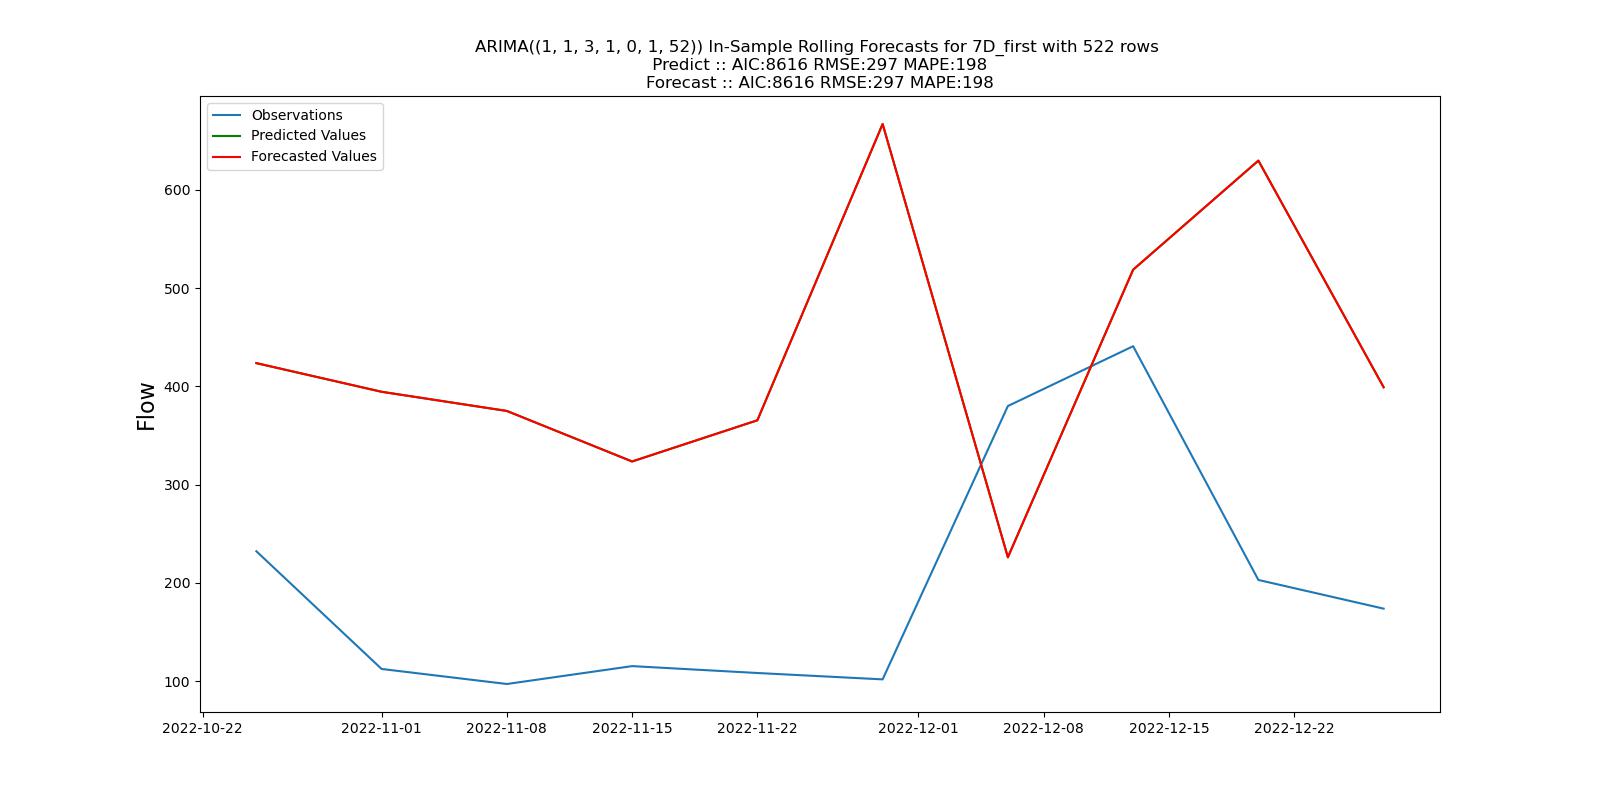 ARIMA((1, 1, 3, 1, 0, 1, 52)) In-Sample Rolling Forecasts for 7D_first with 522 rows
Predict :: AIC:8616 RMSE:297 MAPE:198
Forecast :: AIC:8616 RMSE:297 MAPE:198
Observations
Predicted Values
Forecasted Values
Flow
600
500
400
300
200
100
2022-10-22 2022-11-01 2022-11-08 2022-11-15 2022-11-22 2022-12-01 2022-12-08 2022-12-15 2022-12-22